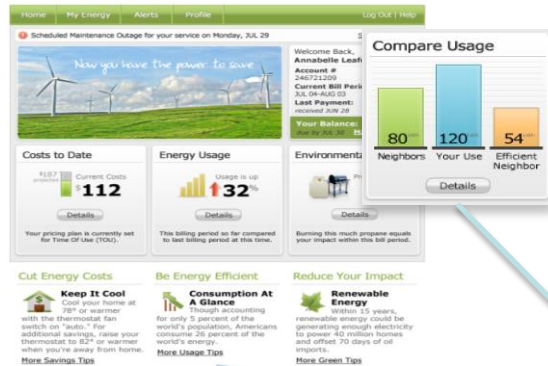 Home My Energy Alerts Profile Log Out | Help
Scheduled Maintenance Outage for your service on Monday, JUL 29
Now you have the power to save
Welcome Back,
Annabelle Leaf
Account #
246721209
Current Bill Peri
JUL 04-AUG 03
Last Payment:
received JUN 28
Your Balance:
due by JUL 30
Compare Usage
80 120 54
Neighbors Your Use Efficient
Neighbor
Details
Costs to Date
$187
projected
Current Costs
$112
Details
Your pricing plan is currently set
for Time Of Use (TOU).
Energy Usage
Usage is up
32%
Details
This billing period so far compared
to last billing period at this time.
Environmenta
Details
Burning this much propane equals
your impact within this bill period.
Cut Energy Costs
Keep It Cool
Cool your home at
78° or warmer
with the thermostat fan
switch on "auto." For
additional savings, raise your
thermostat to 82° or warmer
when you're away from home.
More Savings Tips
Be Energy Efficient
Consumption At
A Glance
Though accounting
for only 5 percent of the
world's population, Americans
consume 26 percent of the
world's energy.
More Usage Tips
Reduce Your Impact
Renewable
Energy
Within 15 years,
renewable energy could be
generating enough electricity
to power 40 million homes
and offset 70 days of oil
imports.
More Green Tips